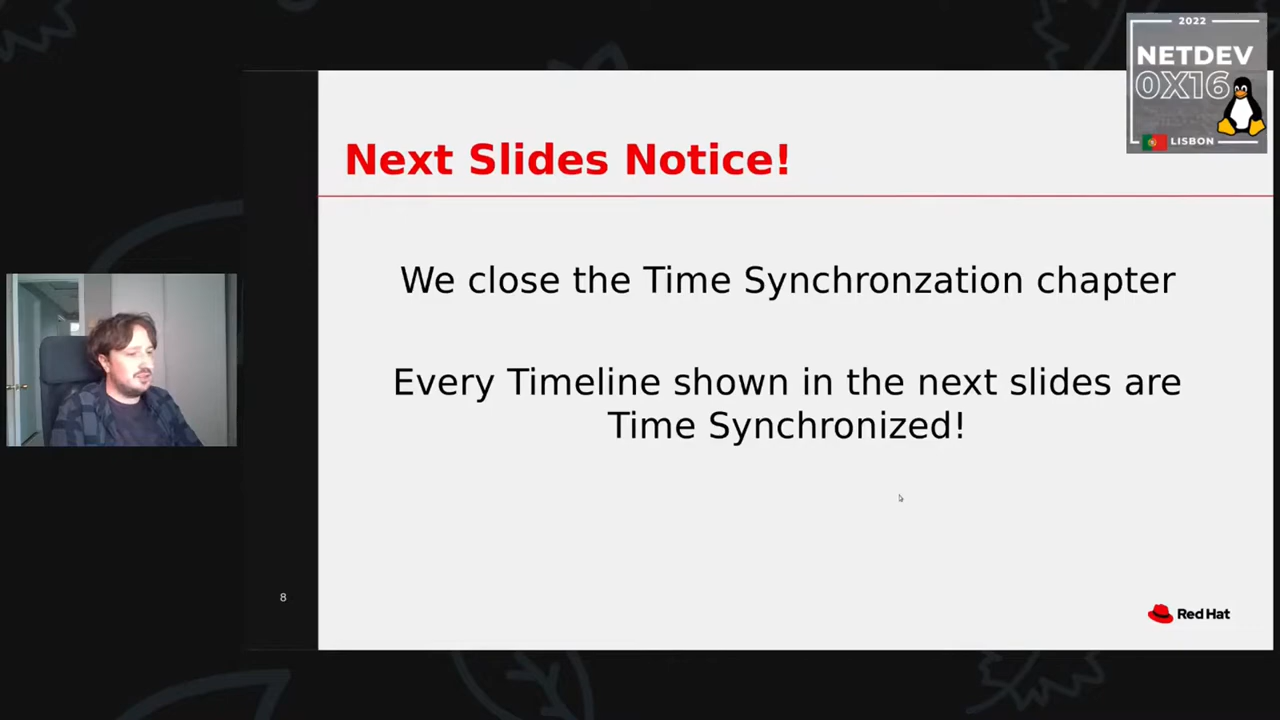 2022
NETDEV
0X16
LISBON
Next Slides Notice!
We close the Time Synchronzation chapter
Every Timeline shown in the next slides are
Time Synchronized!
8
Red Hat